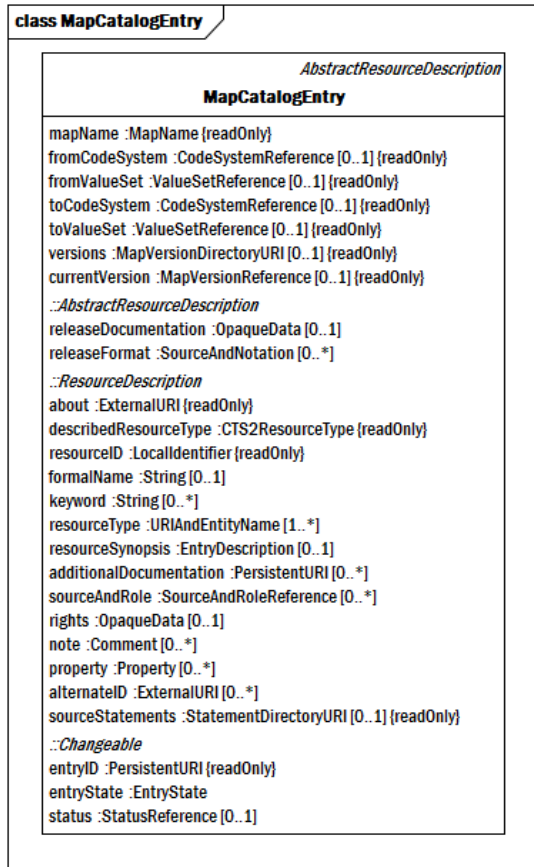 class MapCatalogEntry
AbstractResourceDescription
MapCatalogEntry
mapName :MapName {readOnly}
fromCodeSystem :CodeSystemReference [0..1] {readOnly}
fromValueSet :ValueSetReference [0..1] {readOnly}
toCodeSystem :CodeSystemReference [0..1] {readOnly}
toValueSet :ValueSetReference [0..1] {readOnly}
versions :MapVersionDirectoryURI [0..1] {readOnly}
currentVersion :MapVersionReference [0..1] {readOnly}
::AbstractResourceDescription
releaseDocumentation :OpaqueData [0..1]
releaseFormat :SourceAndNotation [0..*]
::ResourceDescription
about :ExternalURI {readOnly}
describedResourceType :CTS2ResourceType {readOnly}
resourceID :LocalIdentifier {readOnly}
formalName :String [0..1]
keyword :String [0..*]
resourceType :URIAndEntityName [1..*]
resourceSynopsis :EntryDescription [0..1]
additionalDocumentation :PersistentURI [0..*]
sourceAndRole :SourceAndRoleReference [0..*]
rights :OpaqueData [0..1]
note :Comment [0..*]
property :Property [0..*]
alternateID :ExternalURI [0..*]
sourceStatements :StatementDirectoryURI [0..1] {readOnly}
::Changeable
entryID :PersistentURI {readOnly}
entryState :EntryState
status :StatusReference [0..1]